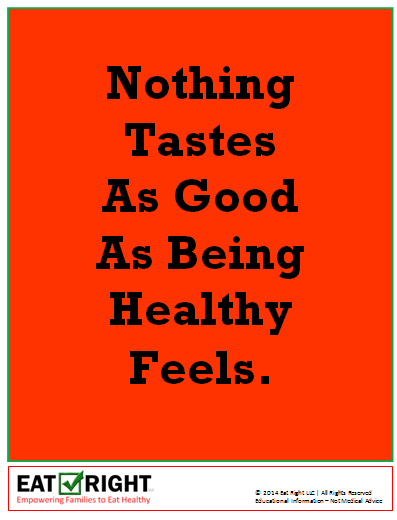 Nothing
Tastes
As Good
As Being
Healthy
Feels.
EAT RIGHT
Empowering Families to Eat Healthy
© 2014 Eat Right LLC | All Rights Reserved
Educational Information – Not Medical Advice